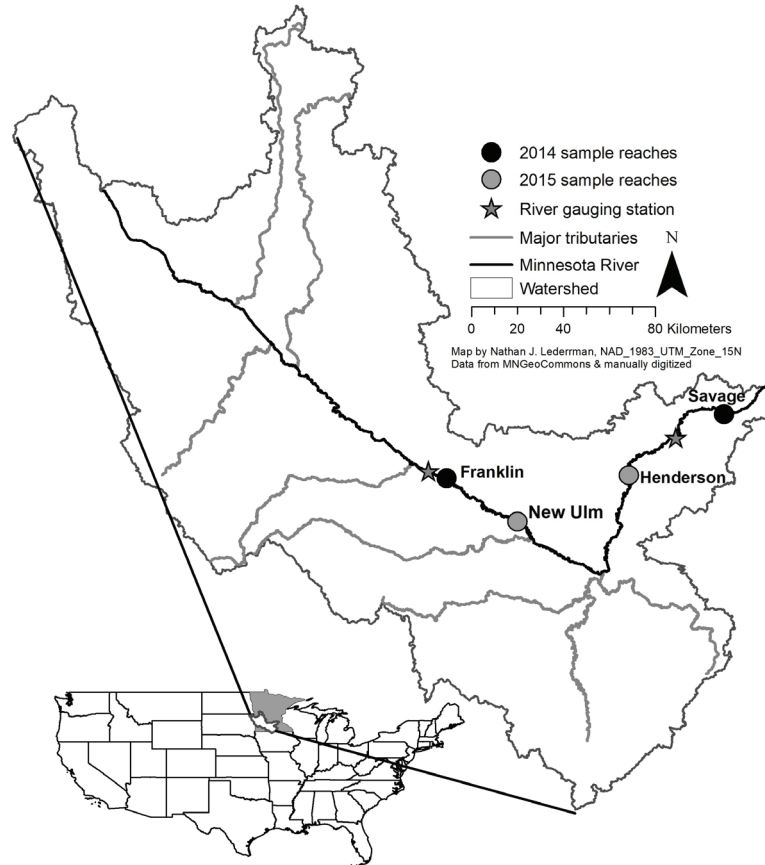 2014 sample reaches
2015 sample reaches
River gauging station
Major tributaries
N
Minnesota River
Watershed
0 20 40 80 Kilometers
Map by Nathan J. Lederrman, NAD_1983_UTM_Zone_15N
Data from MNGeoCommons & manually digitized
Savage
Franklin
Henderson
New Ulm